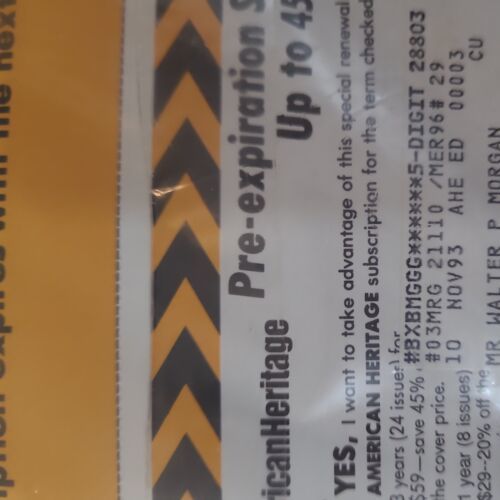 ption expires with the next
Pre-expiration S
Up to 45
ricanHeritage
YES, I want to take advantage of this special renewal
AMERICAN HERITAGE subscription for the term checked
years (24 issues) for
$59—save 45%
the cover price.
1 year (8 issues)
$29--20% off the
#BXBMGGG******5-DIGIT 28803
#03MRG 21110 /MER96# 29
10 NOV93 AHE ED 00003
CU
MR WALTER P MORGAN